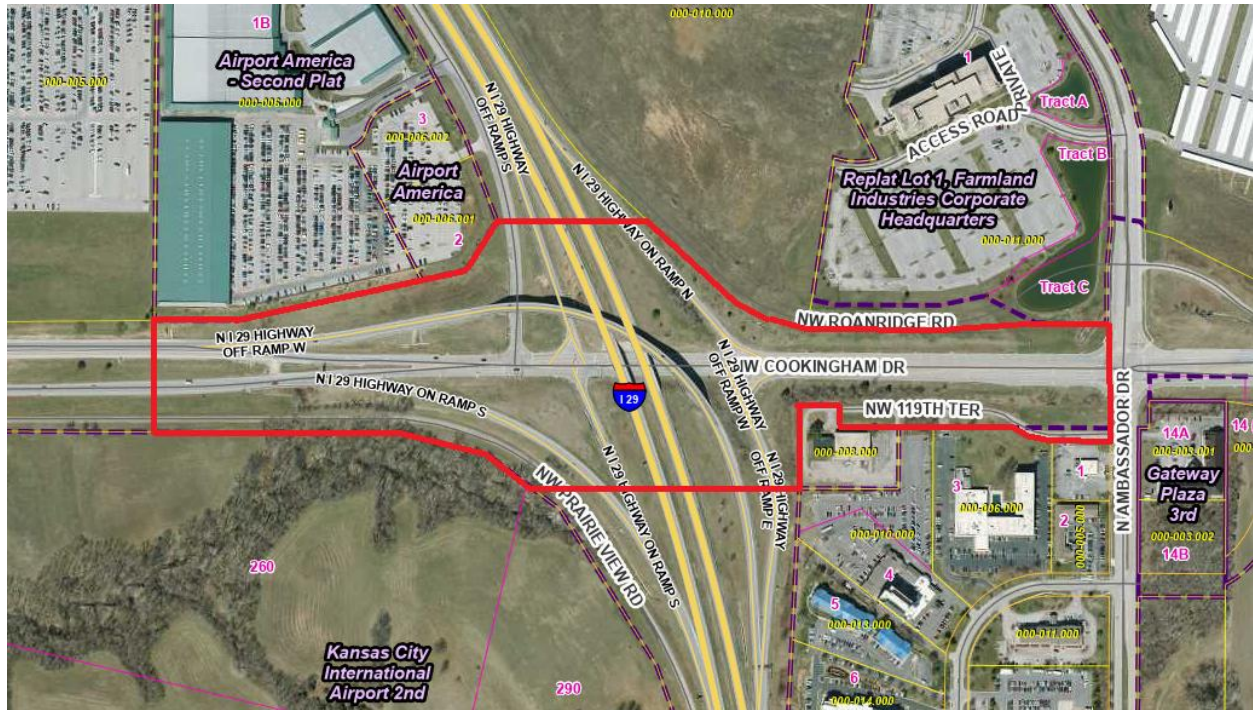 000-010.000
1B
Airport America
- Second Plat
000-005.000
000-006.000
3
000-006.002
Airport
America
000-006.001
2
N I 29 HIGHWAY
OFF RAMP S
N I 29 HIGHWAY ON RAMP N
1
PRIVATE
ACCESS ROAD
Tract A
Tract B
Replat Lot 1, Farmland
Industries Corporate
Headquarters
000-011.000
Tract C
NW ROANRIDGE RD
N I 29 HIGHWAY
OFF RAMP W
NW COOKINGHAM DR
N I 29 HIGHWAY ON RAMP S
I 29
N I 29 HIGHWAY
OFF RAMP W
NW 119TH TER
N AMBASSADOR DR
N I 29 HIGHWAY
OFF RAMP E
N I 29 HIGHWAY ON RAMP S
NW PRAIRIE VIEW RD
14A
14
000-003.001
Gateway
Plaza
3rd
000-003.002
14B
1
3
000-006.000
2
000-005.000
000-010.000
4
5
000-013.000
000-011.000
6
000-014.000
260
Kansas City
International
Airport 2nd
290